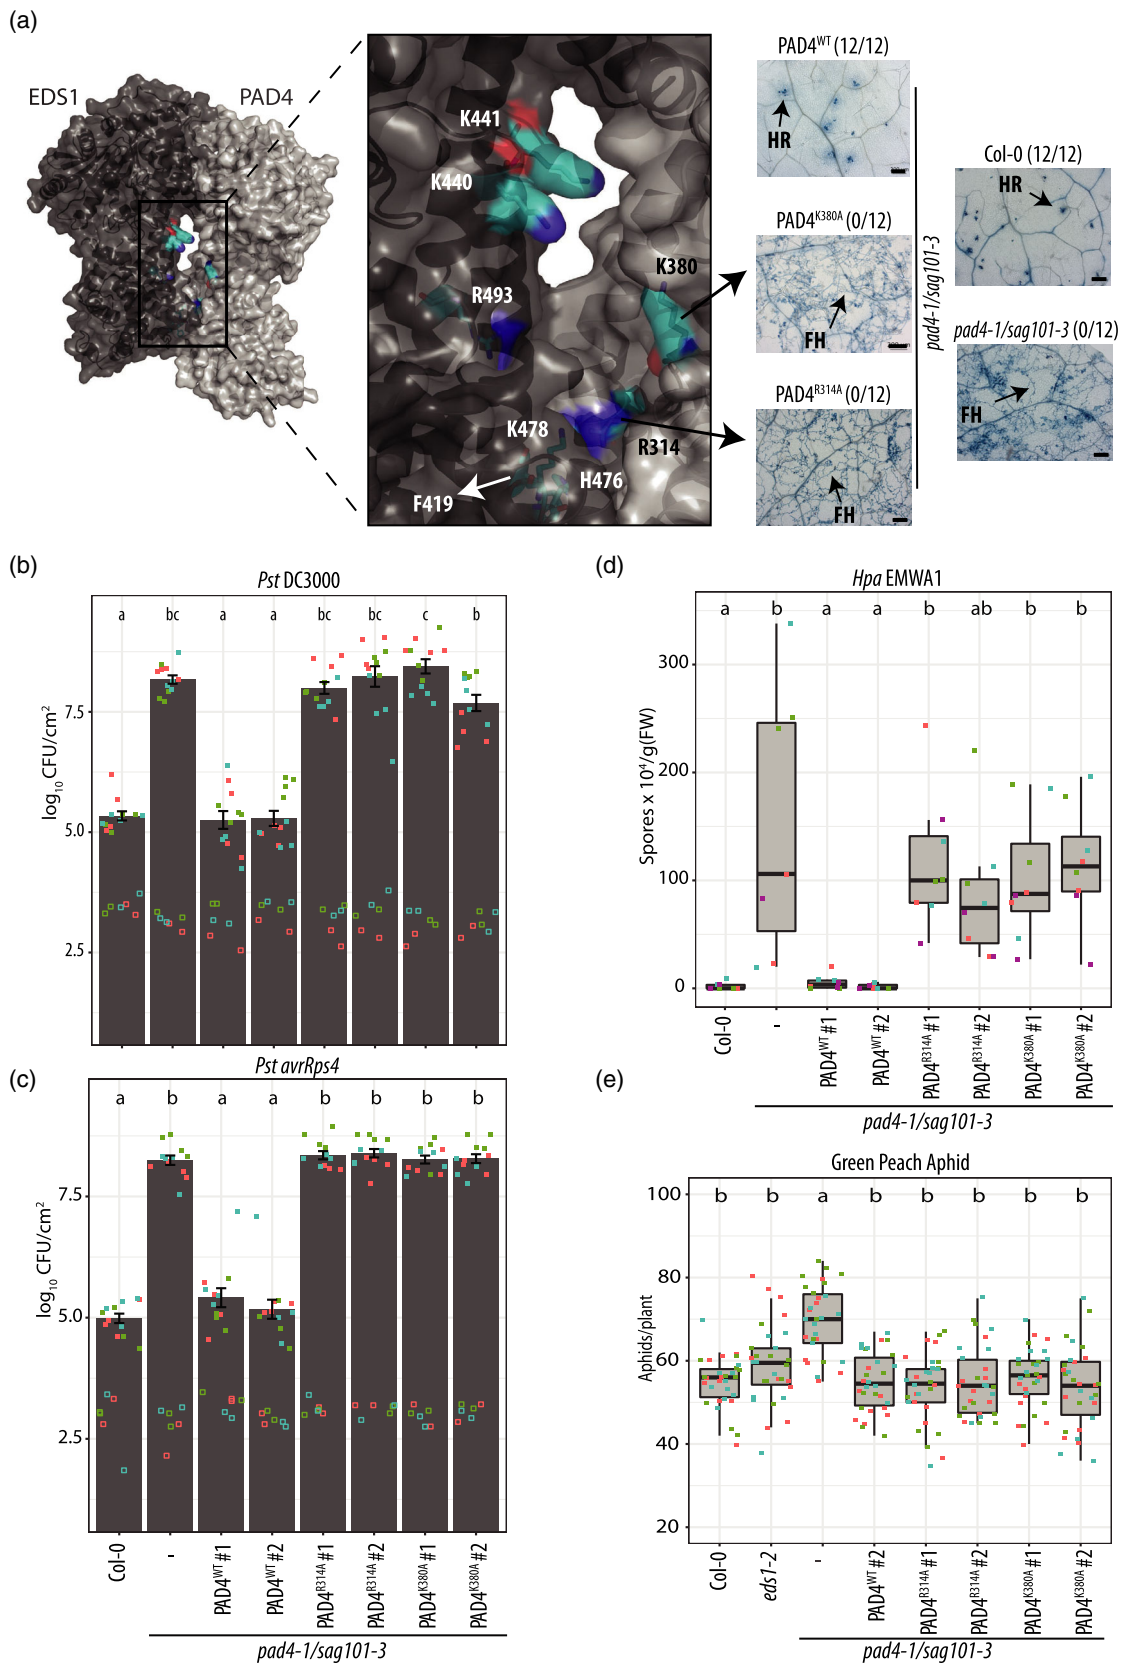 (a)
EDS1
PAD4
K441
K440
R493
K380
K478
R314
H476
F419
PAD4WT (12/12)
HR
PAD4K380A (0/12)
FH
PAD4R314A (0/12)
FH
pad4-1/sag101-3
Col-0 (12/12)
HR
pad4-1/sag101-3 (0/12)
FH
(b)
Pst DC3000
a bc a a bc bc c b
log10 CFU/cm2
7.5
5.0
2.5
(c)
Pst avrRps4
a b a a b b b b
log10 CFU/cm2
7.5
5.0
2.5
Col-0
-
PAD4WT #1
PAD4WT #2
PAD4R314A #1
PAD4R314A #2
PAD4K380A #1
PAD4K380A #2
pad4-1/sag101-3
(d)
Hpa EMWA1
a b a a b ab b b
Spores x 104/g(FW)
300
200
100
0
Col-0
-
PAD4WT #1
PAD4WT #2
PAD4R314A #1
PAD4R314A #2
PAD4K380A #1
PAD4K380A #2
pad4-1/sag101-3
(e)
Green Peach Aphid
b b a b b b b b
Aphids/plant
100
80
60
40
20
Col-0
eds1-2
-
PAD4WT #2
PAD4R314A #1
PAD4R314A #2
PAD4K380A #1
PAD4K380A #2
pad4-1/sag101-3